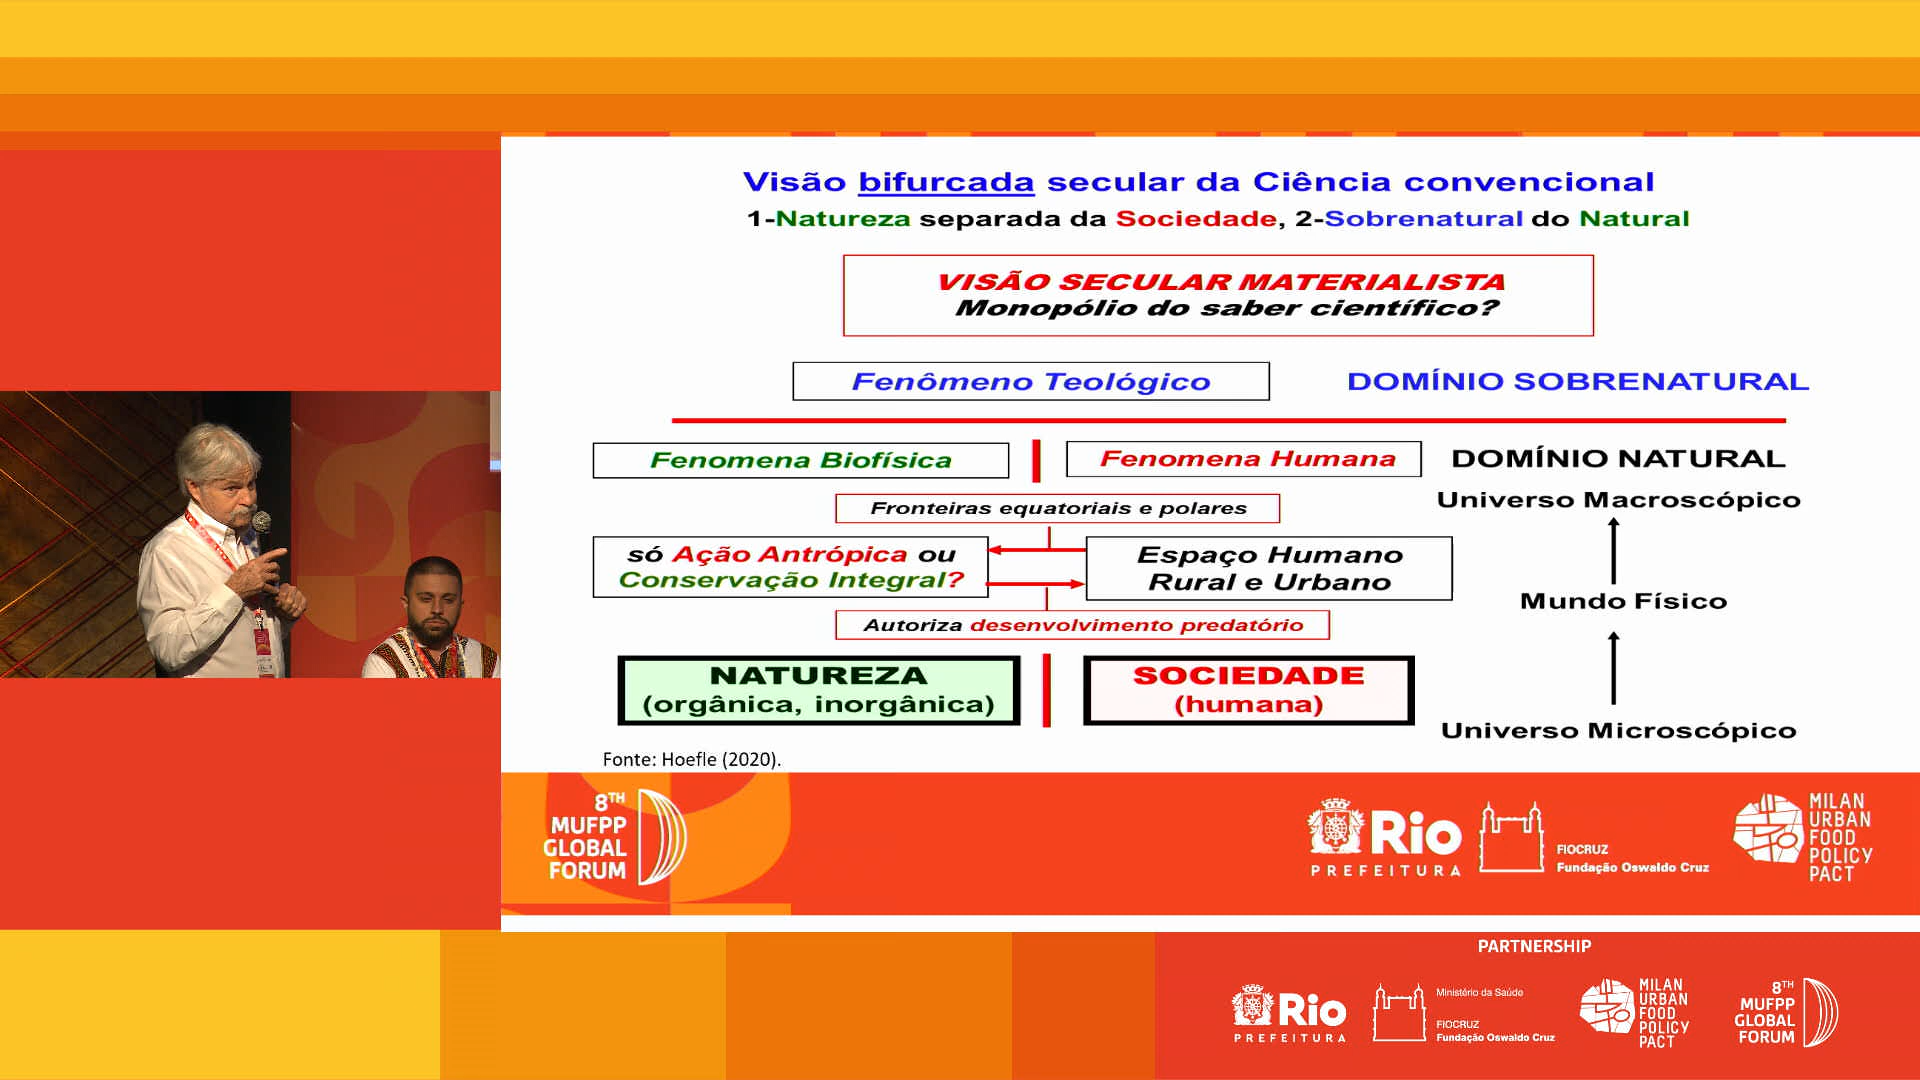 Visão bifurcada secular da Ciência convencional
1-Natureza separada da Sociedade, 2-Sobrenatural do Natural
VISÃO SECULAR MATERIALISTA
Monopólio do saber científico?
Fenômeno Teológico
DOMÍNIO SOBRENATURAL
Fenomena Biofísica
Fenomena Humana
DOMÍNIO NATURAL
Universo Macroscópico
Fronteiras equatoriais e polares
só Ação Antrópica ou
Conservação Integral?
Espaço Humano
Rural e Urbano
Mundo Físico
Autoriza desenvolvimento predatório
NATUREZA
(orgânica, inorgânica)
SOCIEDADE
(humana)
Universo Microscópico
Fonte: Hoefle (2020).
8TH
MUFPP
GLOBAL
FORUM
Rio
PREFEITURA
FIOCRUZ
Fundação Oswaldo Cruz
MILAN
URBAN
FOOD
POLICY
PACT
PARTNERSHIP
Rio
PREFEITURA
Ministério da Saúde
FIOCRUZ
Fundação Oswaldo Cruz
MILAN
URBAN
FOOD
POLICY
PACT
8TH
MUFPP
GLOBAL
FORUM